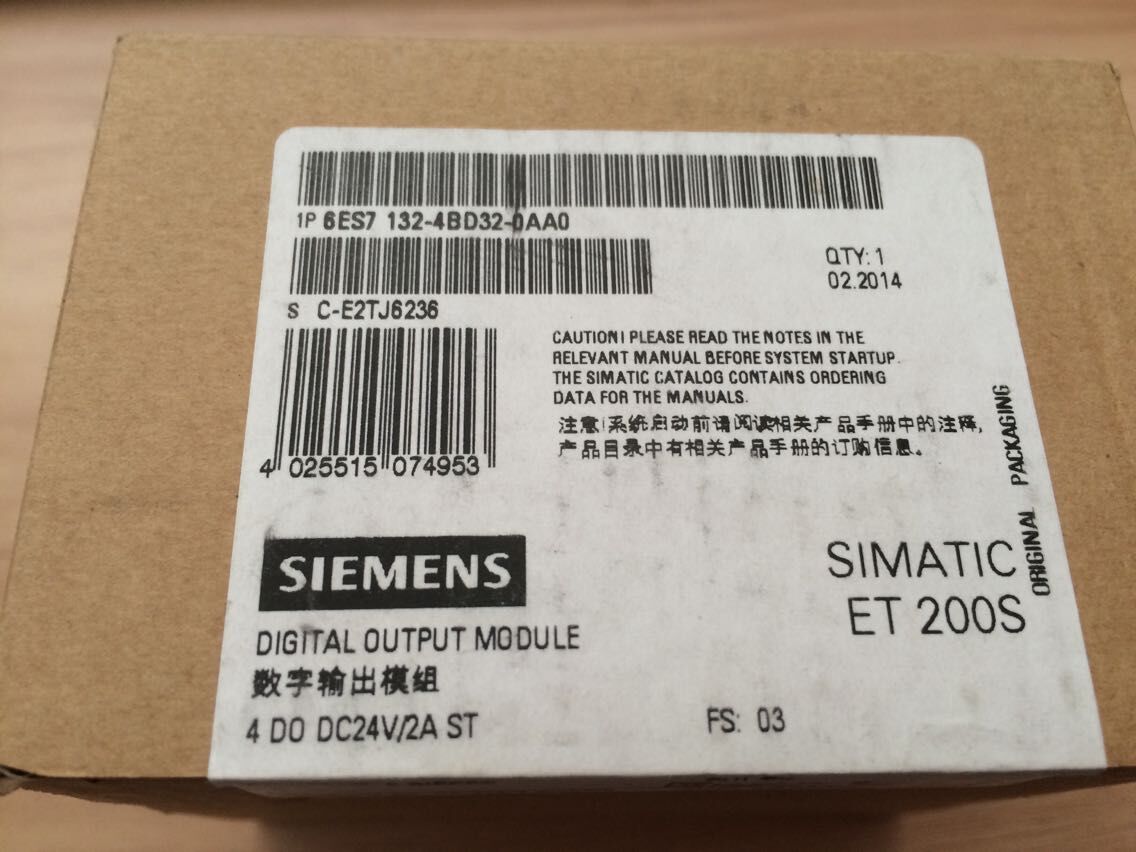 1P 6ES7 132-4BD32-0AA0
QTY: 1
02.2014
S C-E2TJ6236
CAUTION! PLEASE READ THE NOTES IN THE
RELEVANT MANUAL BEFORE SYSTEM STARTUP.
THE SIMATIC CATALOG CONTAINS ORDERING
DATA FOR THE MANUALS.
注意!系统启动前请阅读相关产品手册中的注释,
产品目录中有相关产品手册的订购信息。
4 025515 074953
ORIGINAL PACKAGING
SIEMENS
SIMATIC
ET 200S
DIGITAL OUTPUT MODULE
数字输出模组
4 DO DC24V/2A ST
FS: 03